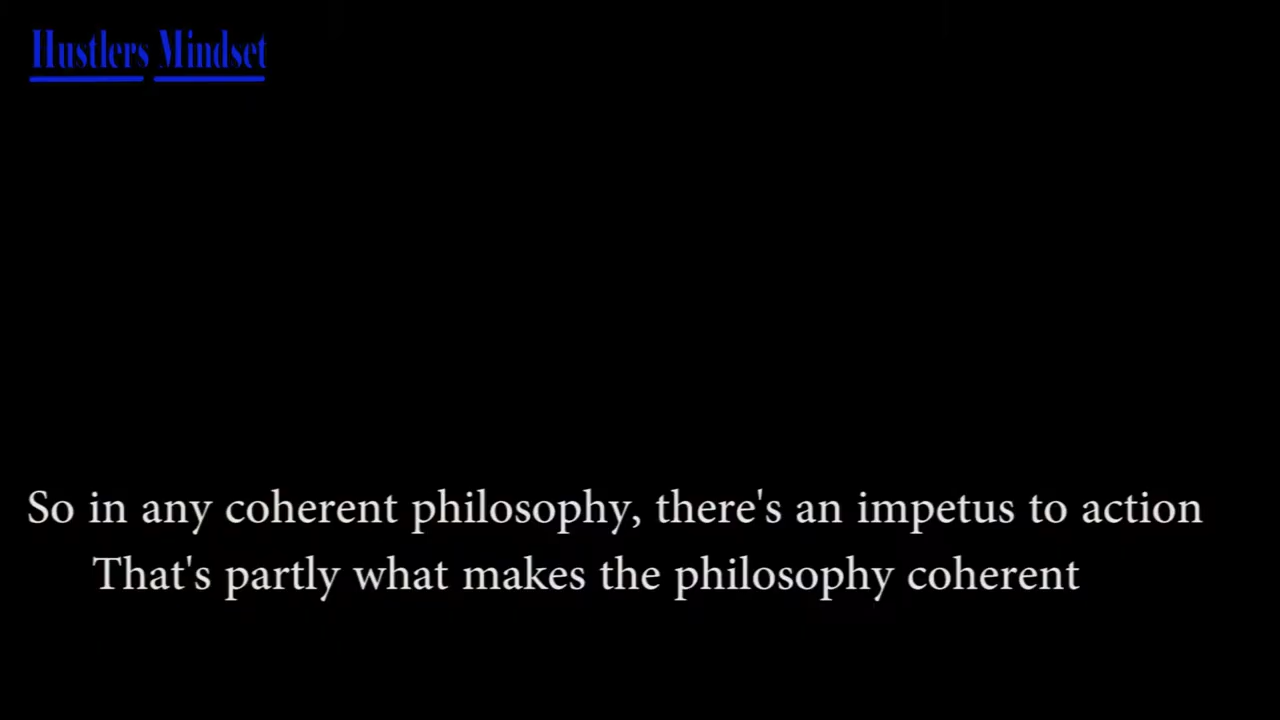 Hustlers Mindset
So in any coherent philosophy, there's an impetus to action
That's partly what makes the philosophy coherent